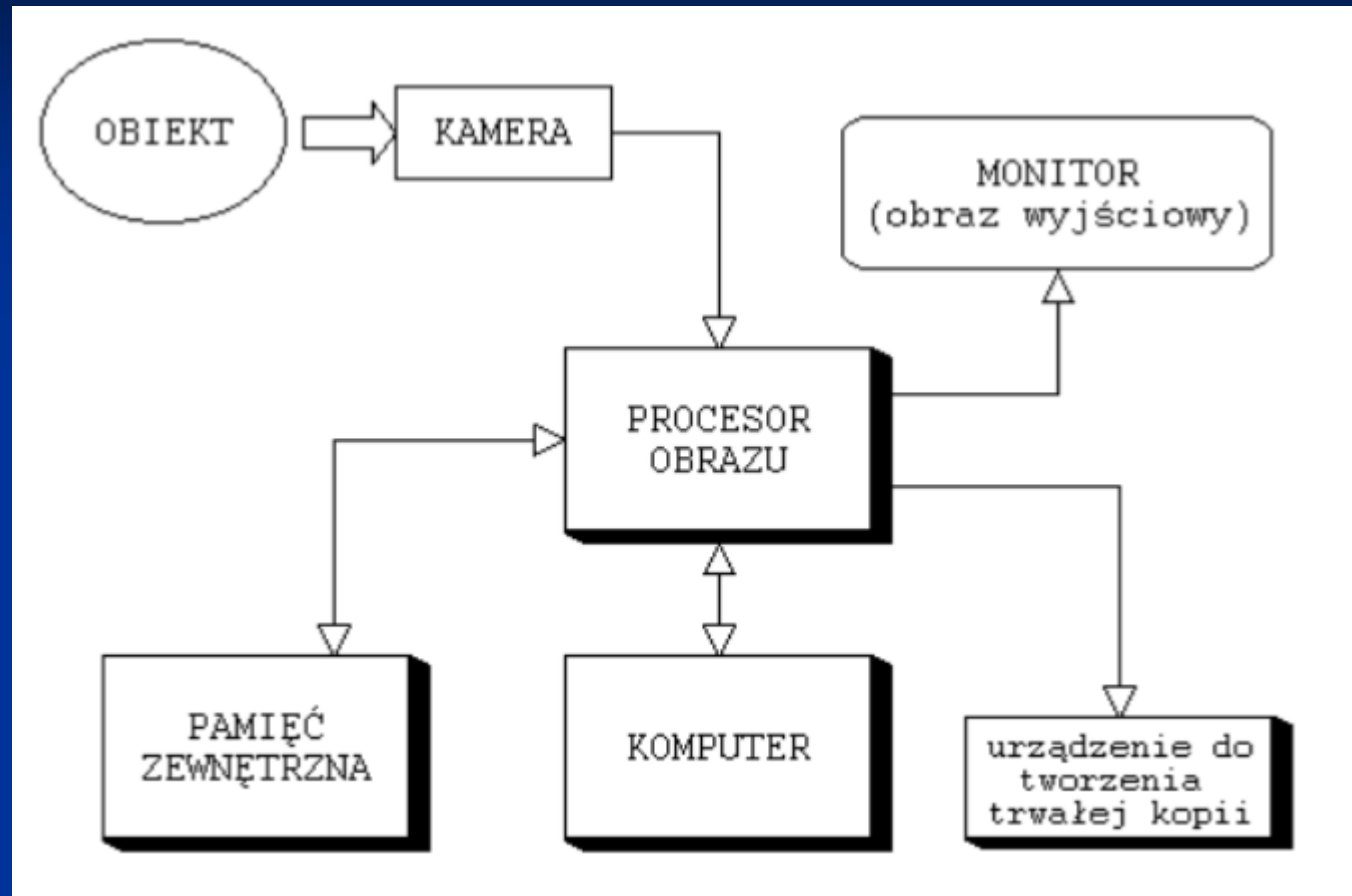 OBIEKT
KAMERA
MONITOR
(obraz wyjściowy)
PROCESOR
OBRAZU
PAMIĘĆ
ZEWNĘTRZNA
KOMPUTER
urządzenie do
tworzenia
trwałej kopii